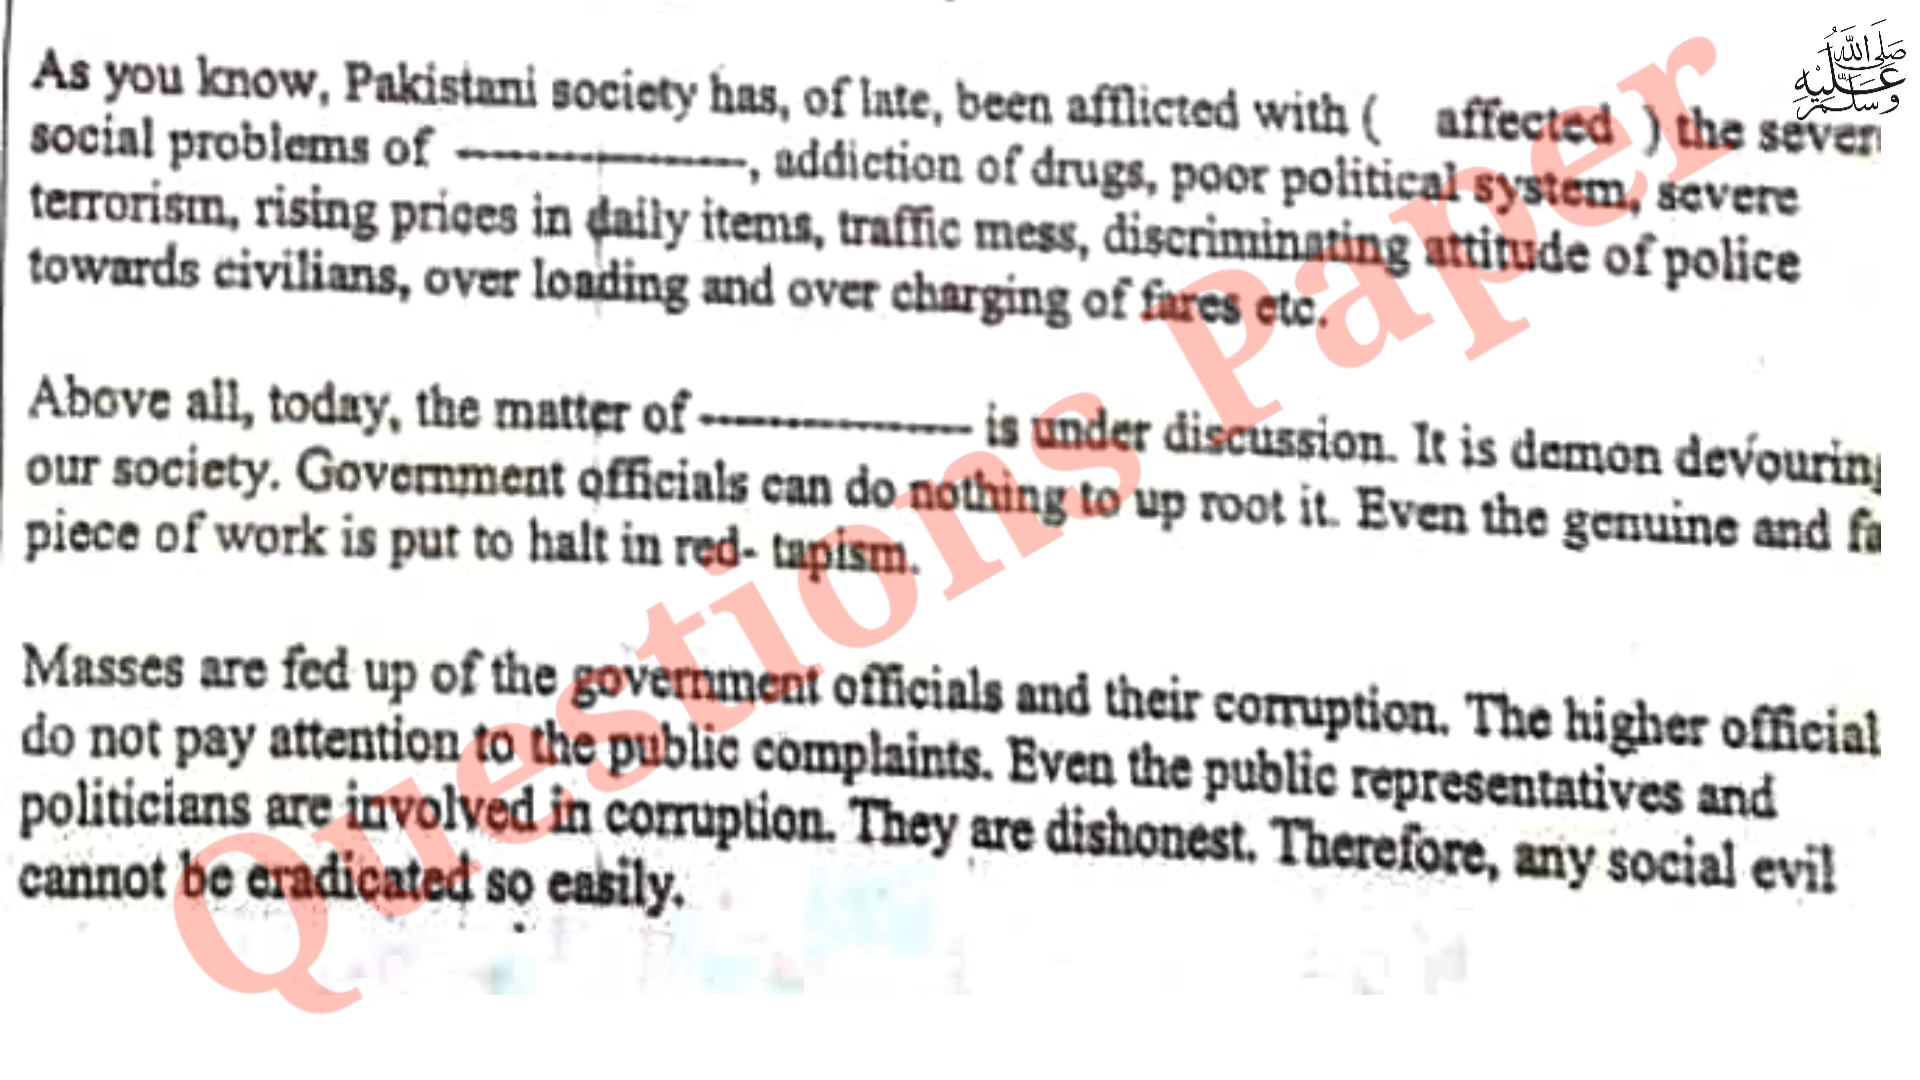 صلى الله
عليه
وسلم
As you know, Pakistani society has, of late, been afflicted with ( affected ) the sever
social problems of -----------------, addiction of drugs, poor political system, severe
terrorism, rising prices in daily items, traffic mess, discriminating attitude of police
towards civilians, over loading and over charging of fares etc.
Above all, today, the matter of ---------------- is under discussion. It is demon devouring
our society. Government officials can do nothing to up root it. Even the genuine and fa
piece of work is put to halt in red- tapism.
Masses are fed up of the government officials and their corruption. The higher official
do not pay attention to the public complaints. Even the public representatives and
politicians are involved in corruption. They are dishonest. Therefore, any social evil
cannot be eradicated so easily.
Questions Paper